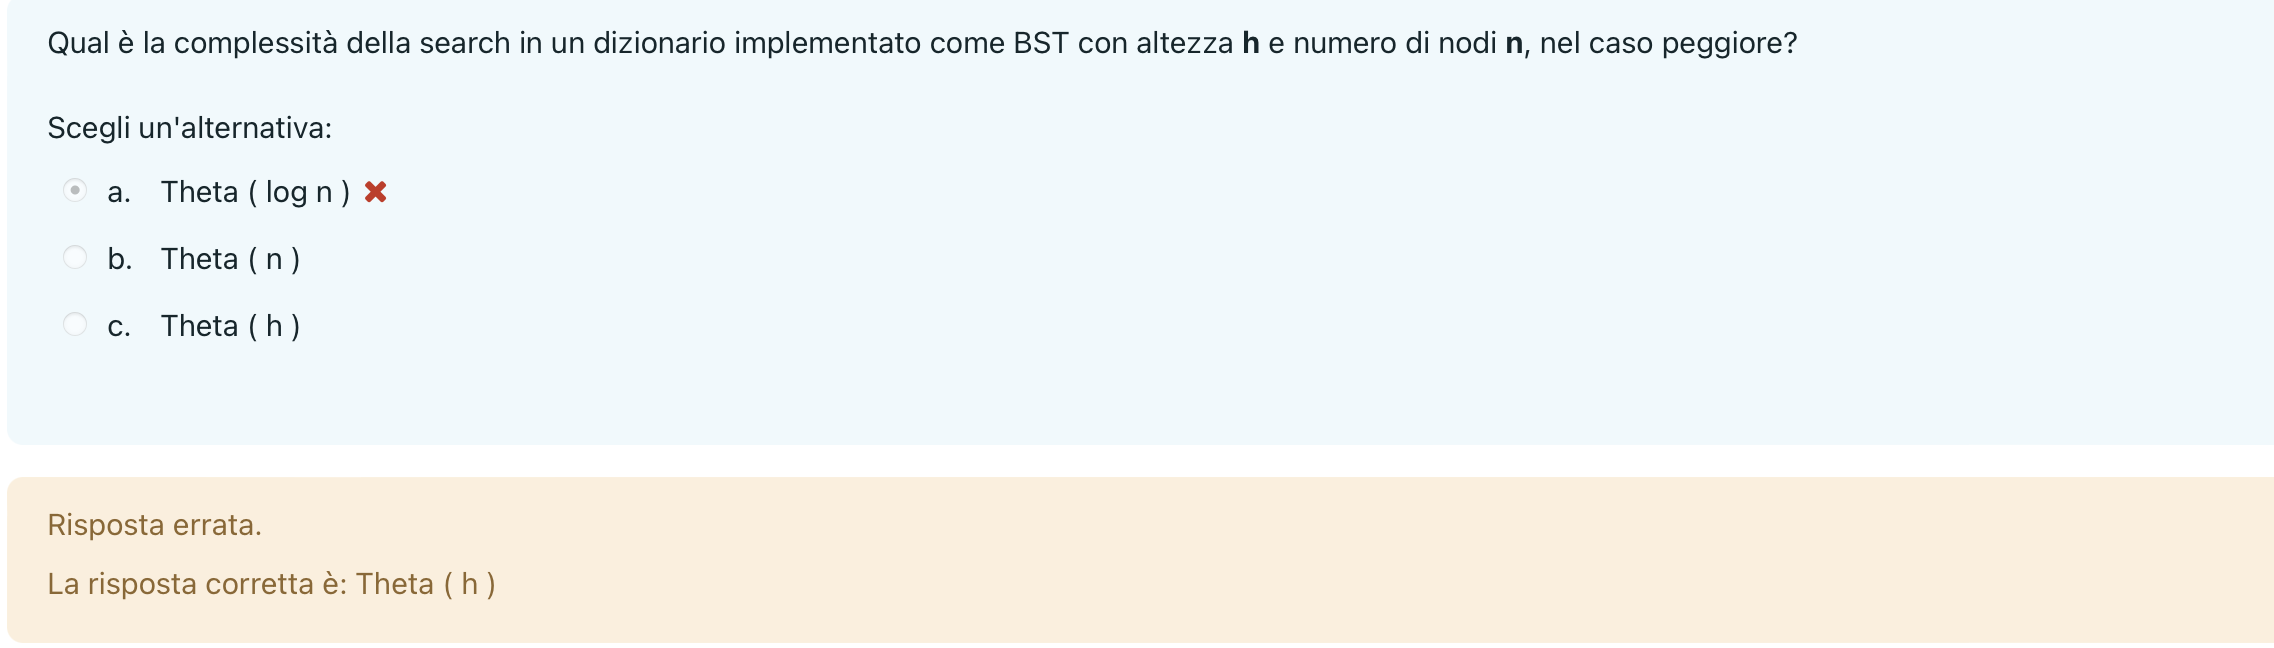 Qual è la complessità della search in un dizionario implementato come BST con altezza h e numero di nodi n, nel caso peggiore?
Scegli un'alternativa:
a. Theta ( log n )
b. Theta ( n )
c. Theta ( h )
Risposta errata.
La risposta corretta è: Theta ( h )